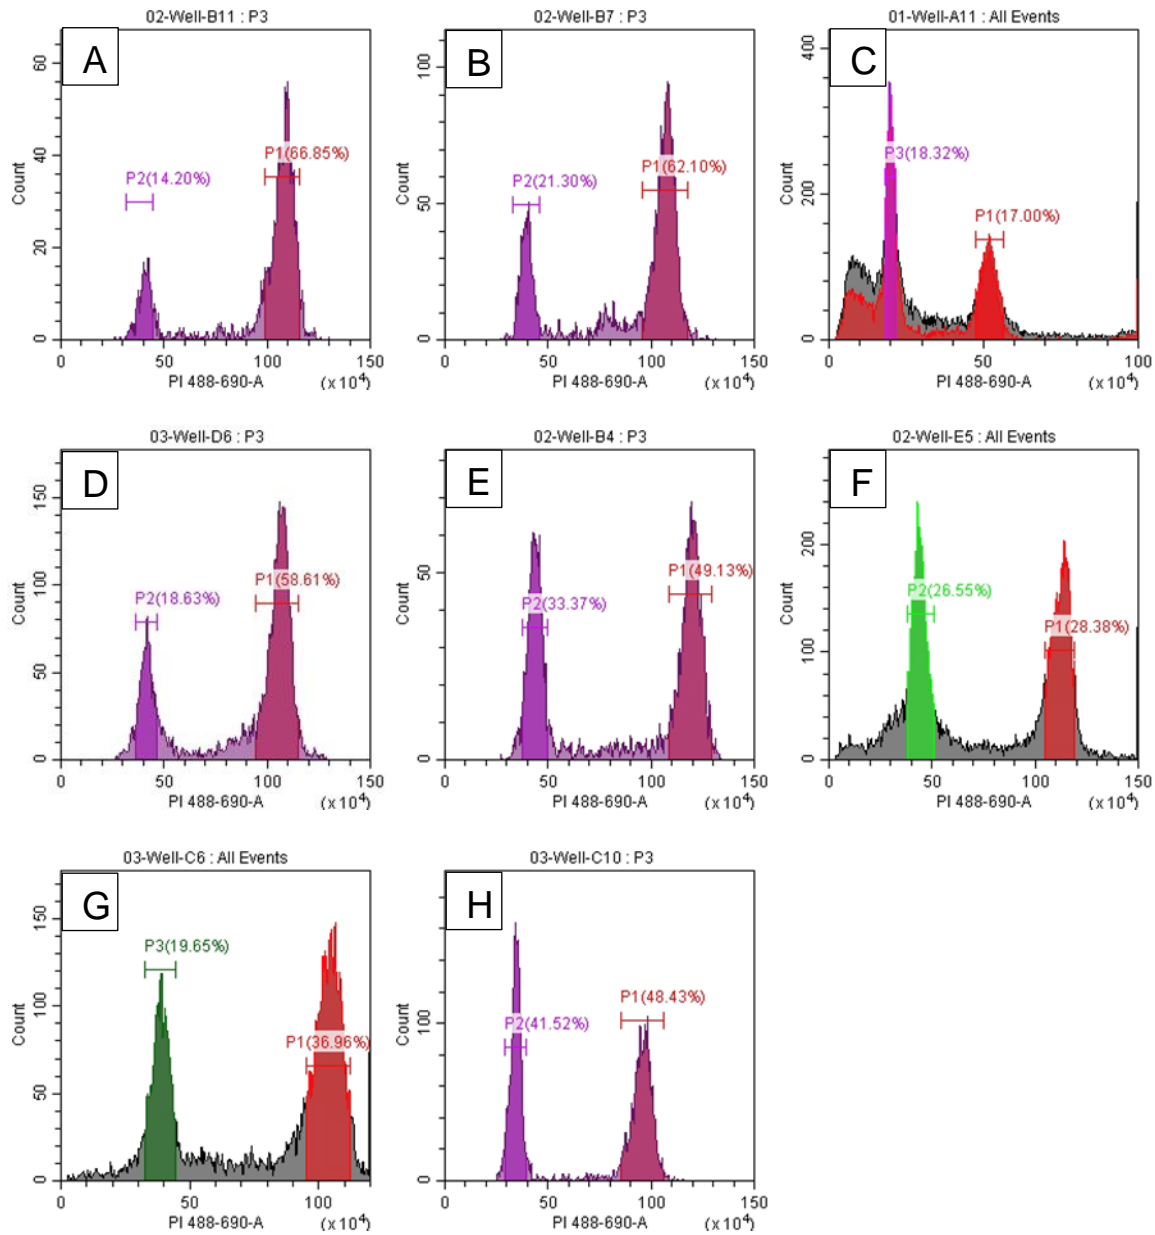 02-Well-B11 : P3
A
60
40
20
0
Count
P2(14.20%)
P1(66.85%)
0 50 100 150
PI 488-690-A (x10⁴)
02-Well-B7 : P3
B
100
50
0
Count
P2(21.30%)
P1(62.10%)
0 50 100 150
PI 488-690-A (x10⁴)
01-Well-A11 : All Events
C
400
200
0
Count
P3(18.32%)
P1(17.00%)
0 50 100
PI 488-690-A (x10⁴)
03-Well-D6 : P3
D
150
100
50
0
Count
P2(18.63%)
P1(58.61%)
0 50 100 150
PI 488-690-A (x10⁴)
02-Well-B4 : P3
E
50
0
Count
P2(33.37%)
P1(49.13%)
0 50 100 150
PI 488-690-A (x10⁴)
02-Well-E5 : All Events
F
200
100
0
Count
P2(26.55%)
P1(28.38%)
0 50 100 150
PI 488-690-A (x10⁴)
03-Well-C6 : All Events
G
150
100
50
0
Count
P3(19.65%)
P1(36.96%)
0 50 100
PI 488-690-A (x10⁴)
03-Well-C10 : P3
H
100
0
Count
P2(41.52%)
P1(48.43%)
0 50 100 150
PI 488-690-A (x10⁴)